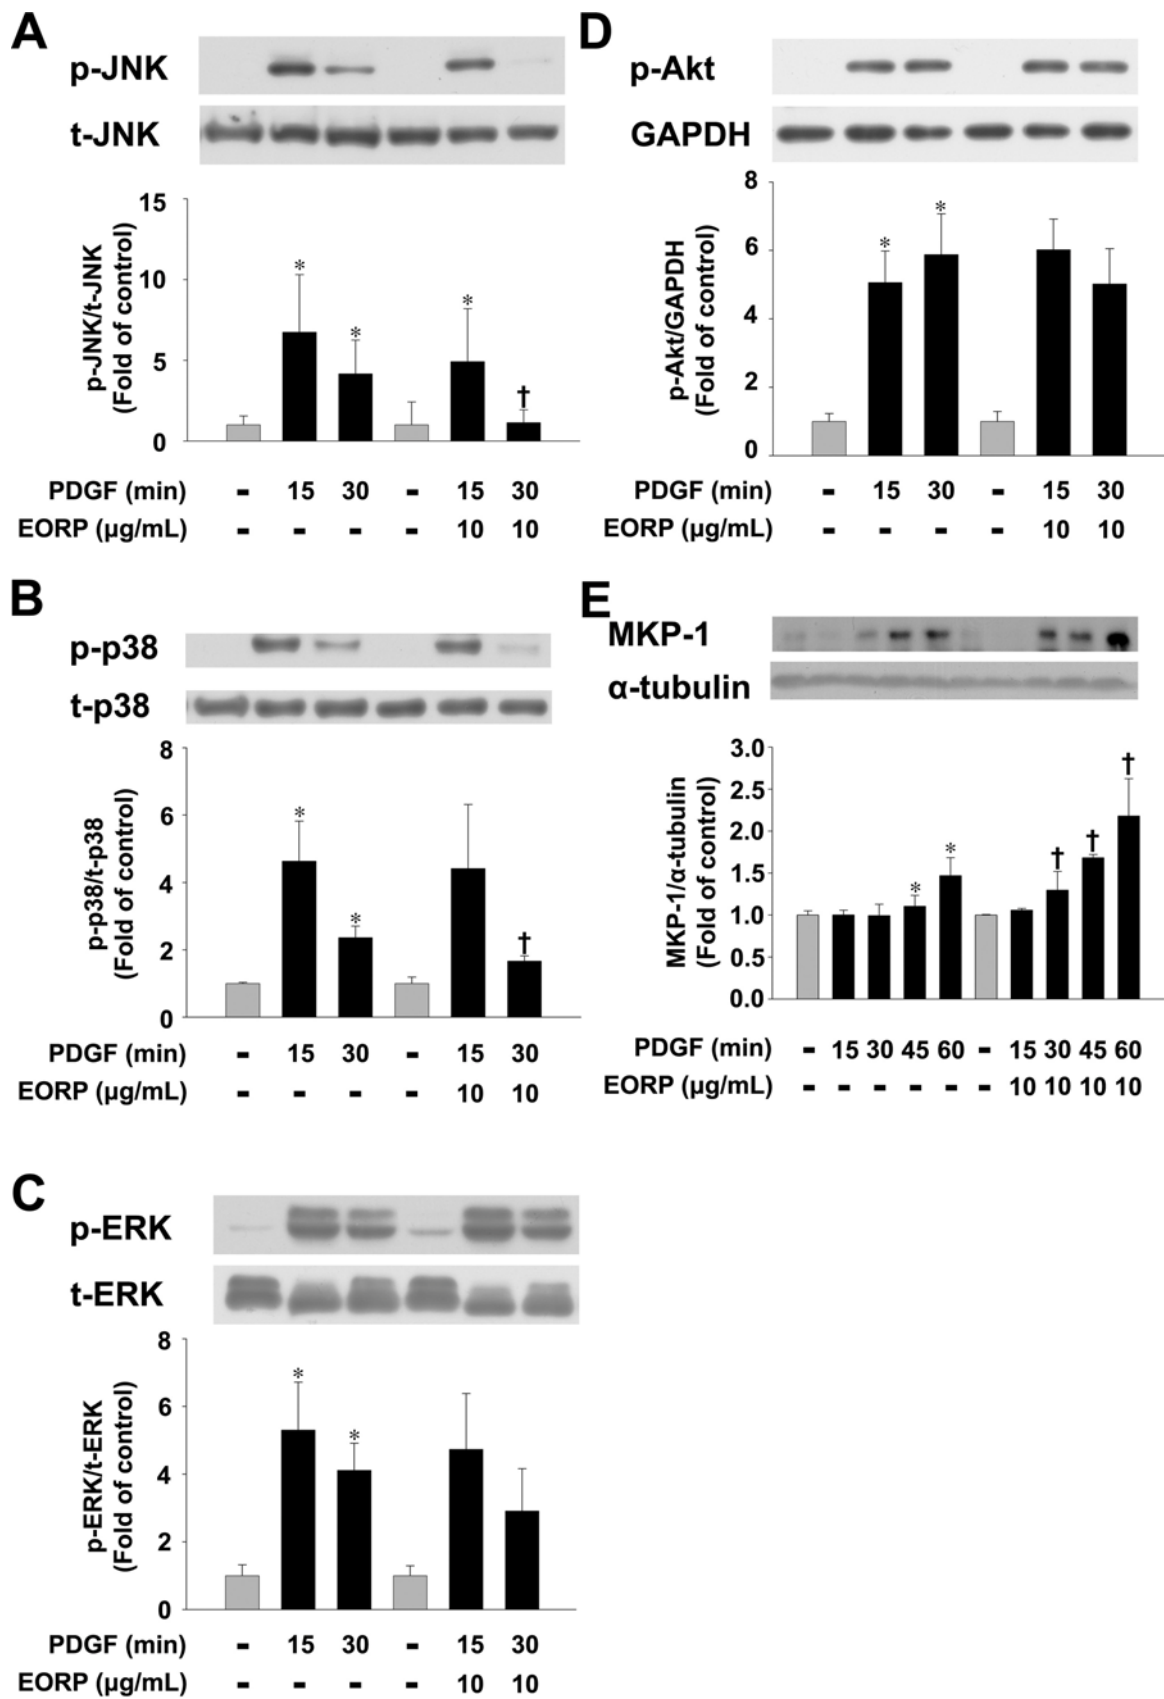 A
p-JNK
t-JNK
p-JNK/t-JNK
(Fold of control)
15
10
5
0
*
*
*
†
PDGF (min) - 15 30 - 15 30
EORP (µg/mL) - - - - 10 10
B
p-p38
t-p38
p-p38/t-p38
(Fold of control)
8
6
4
2
0
*
*
†
PDGF (min) - 15 30 - 15 30
EORP (µg/mL) - - - - 10 10
C
p-ERK
t-ERK
p-ERK/t-ERK
(Fold of control)
8
6
4
2
0
*
*
PDGF (min) - 15 30 - 15 30
EORP (µg/mL) - - - - 10 10
D
p-Akt
GAPDH
p-Akt/GAPDH
(Fold of control)
8
6
4
2
0
*
*
PDGF (min) - 15 30 - 15 30
EORP (µg/mL) - - - - 10 10
E
MKP-1
α-tubulin
MKP-1/α-tubulin
(Fold of control)
3.0
2.5
2.0
1.5
1.0
0.5
0.0
*
*
†
†
†
PDGF (min) - 15 30 45 60 - 15 30 45 60
EORP (µg/mL) - - - - - - 10 10 10 10